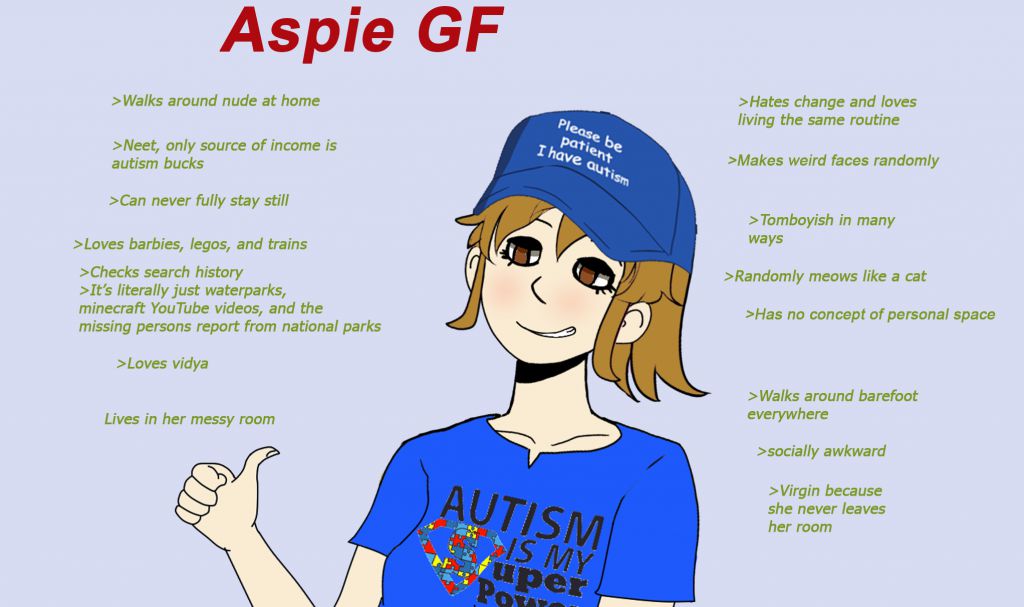 Aspie GF
>Walks around nude at home
>Neet, only source of income is
autism bucks
>Can never fully stay still
>Loves barbies, legos, and trains
>Checks search history
>It's literally just waterparks,
minecraft YouTube videos, and the
missing persons report from national parks
>Loves vidya
Lives in her messy room
Please be
patient
I have autism
AUTISM
IS MY
Super
Power
>Hates change and loves
living the same routine
>Makes weird faces randomly
>Tomboyish in many
ways
>Randomly meows like a cat
>Has no concept of personal space
>Walks around barefoot
everywhere
>socially awkward
>Virgin because
she never leaves
her room